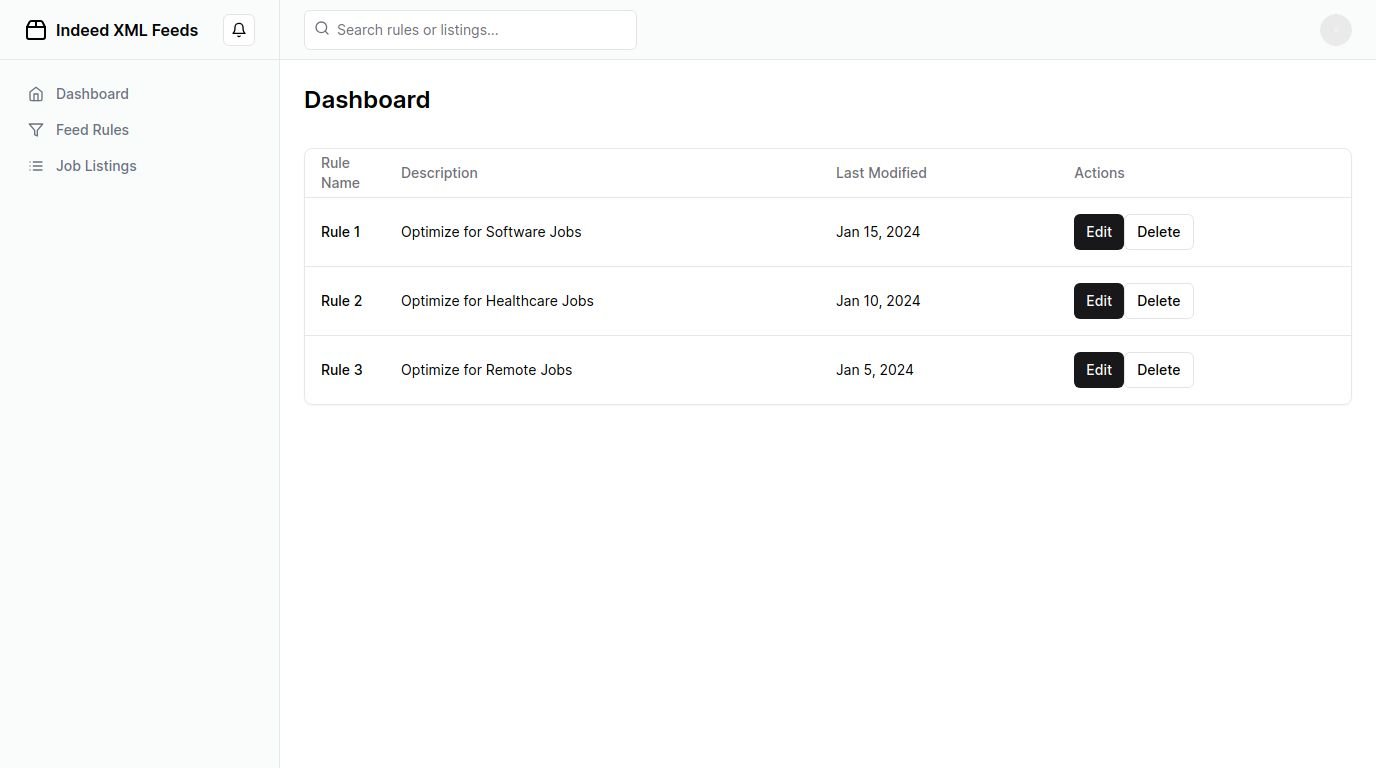 Indeed XML Feeds
Search rules or listings...
Dashboard
Feed Rules
Job Listings
Dashboard
Rule Name Description Last Modified Actions
Rule 1 Optimize for Software Jobs Jan 15, 2024 Edit Delete
Rule 2 Optimize for Healthcare Jobs Jan 10, 2024 Edit Delete
Rule 3 Optimize for Remote Jobs Jan 5, 2024 Edit Delete